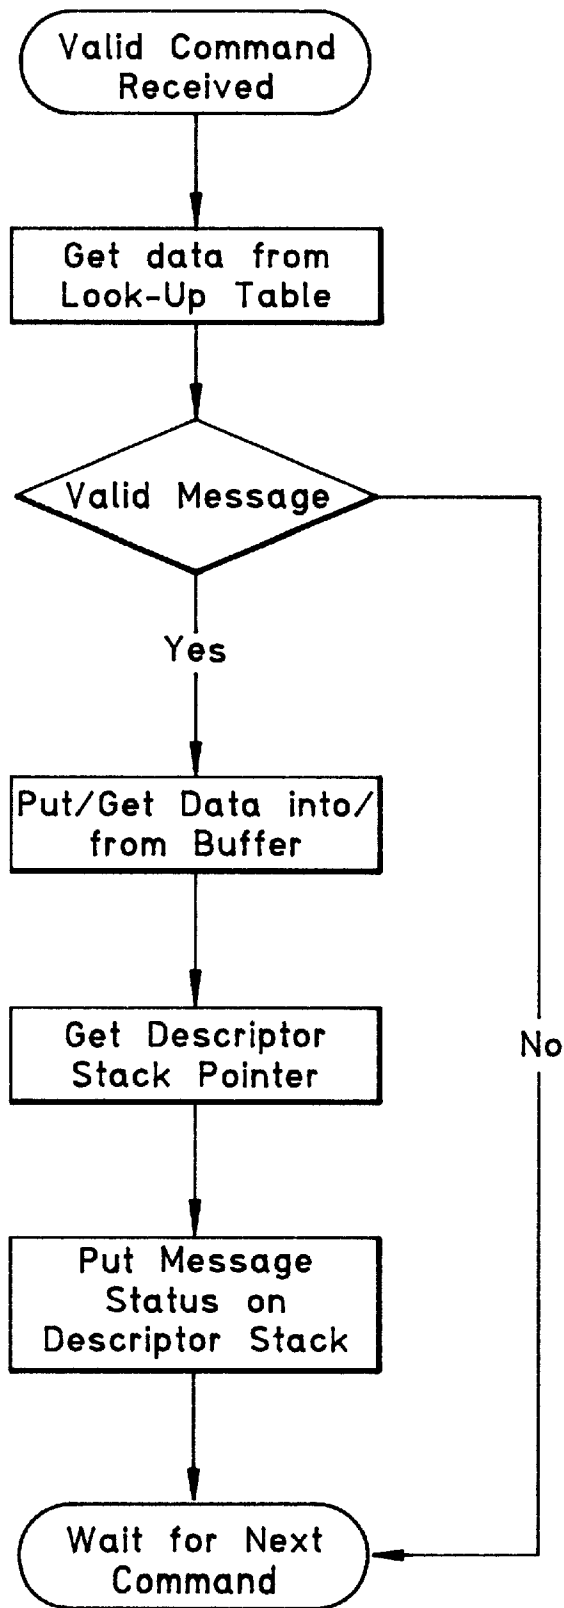 Valid Command
Received
Get data from
Look-Up Table
Valid Message
Yes
Put/Get Data into/
from Buffer
Get Descriptor
Stack Pointer
No
Put Message
Status on
Descriptor Stack
Wait for Next
Command